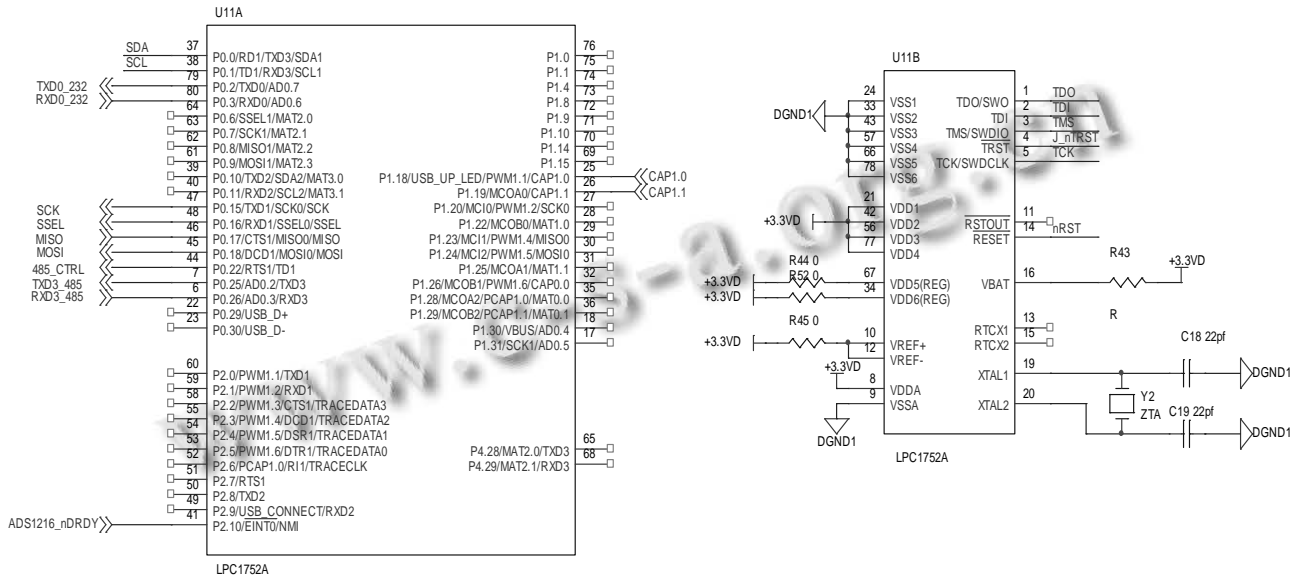 U11A
SDA 37 P0.0/RD1/TXD3/SDA1
SCL 38 P0.1/TD1/RXD3/SCL1
TXD0_232 79 P0.2/TXD0/AD0.7
RXD0_232 80 P0.3/RXD0/AD0.6
64 P0.6/SSEL1/MAT2.0
63 P0.7/SCK1/MAT2.1
62 P0.8/MISO1/MAT2.2
61 P0.9/MOSI1/MAT2.3
39 P0.10/TXD2/SDA2/MAT3.0
40 P0.11/RXD2/SCL2/MAT3.1
SCK 47 P0.15/TXD1/SCK0/SCK
SSEL 48 P0.16/RXD1/SSEL0/SSEL
MISO 46 P0.17/CTS1/MISO0/MISO
MOSI 45 P0.18/DCD1/MOSI0/MOSI
485_CTRL 44 P0.22/RTS1/TD1
TXD3_485 7 P0.25/AD0.2/TXD3
RXD3_485 6 P0.26/AD0.3/RXD3
22 P0.29/USB_D+
23 P0.30/USB_D-
60 P2.0/PWM1.1/TXD1
59 P2.1/PWM1.2/RXD1
58 P2.2/PWM1.3/CTS1/TRACEDATA3
55 P2.3/PWM1.4/DCD1/TRACEDATA2
54 P2.4/PWM1.5/DSR1/TRACEDATA1
53 P2.5/PWM1.6/DTR1/TRACEDATA0
52 P2.6/PCAP1.0/RI1/TRACECLK
51 P2.7/RTS1
50 P2.8/TXD2
49 P2.9/USB_CONNECT/RXD2
ADS1216_nDRDY 41 P2.10/EINT0/NMI
P1.0 76
P1.1 75
P1.4 74
P1.8 73
P1.9 72
P1.10 71
P1.14 70
P1.15 69
P1.18/USB_UP_LED/PWM1.1/CAP1.0 25 CAP1.0
P1.19/MCOA0/CAP1.1 26 CAP1.1
P1.20/MCI0/PWM1.2/SCK0 27
P1.22/MCOB0/MAT1.0 28
P1.23/MCI1/PWM1.4/MISO0 29
P1.24/MCI2/PWM1.5/MOSI0 30
P1.25/MCOA1/MAT1.1 31
P1.26/MCOB1/PWM1.6/CAP0.0 32
P1.28/MCOA2/PCAP1.0/MAT0.0 35
P1.29/MCOB2/PCAP1.1/MAT0.1 36
P1.30/VBUS/AD0.4 18
P1.31/SCK1/AD0.5 17
P4.28/MAT2.0/TXD3 65
P4.29/MAT2.1/RXD3 68
LPC1752A
U11B
DGND1
24 VSS1
33 VSS2
43 VSS3
57 VSS4
66 VSS5
78 VSS6
+3.3VD
21 VDD1
42 VDD2
56 VDD3
77 VDD4
+3.3VD R44 0 67 VDD5(REG)
+3.3VD R52 0 34 VDD6(REG)
+3.3VD R45 0 10 VREF+
12 VREF-
+3.3VD 8 VDDA
9 VSSA
DGND1
TDO/SWO 1 TDO
TDI 2 TDI
TMS/SWDIO 3 TMS
TRST 4 J_nTRST
TCK/SWDCLK 5 TCK
RSTOUT 11
RESET 14 nRST
VBAT 16 R43 R +3.3VD
RTCX1 13
RTCX2 15
XTAL1 19 C18 22pf DGND1
Y2
ZTA
XTAL2 20 C19 22pf DGND1
LPC1752A
www.c-s-a.org.cn